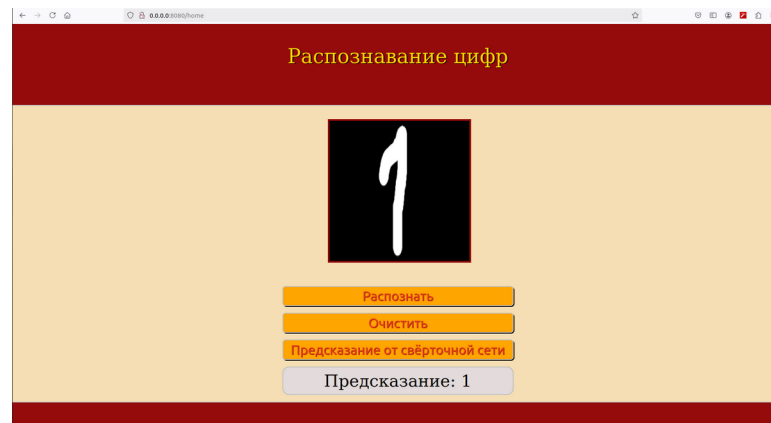 0.0.0.0:8080/home
Распознавание цифр
1
Распознать
Очистить
Предсказание от свёрточной сети
Предсказание: 1